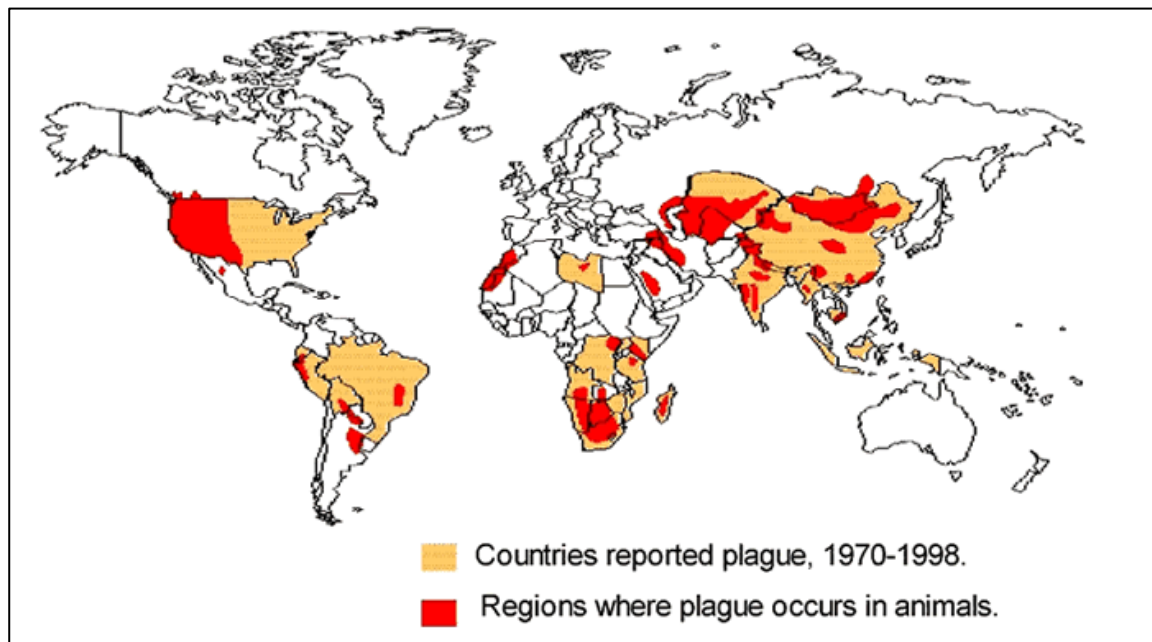 Countries reported plague, 1970-1998.
Regions where plague occurs in animals.